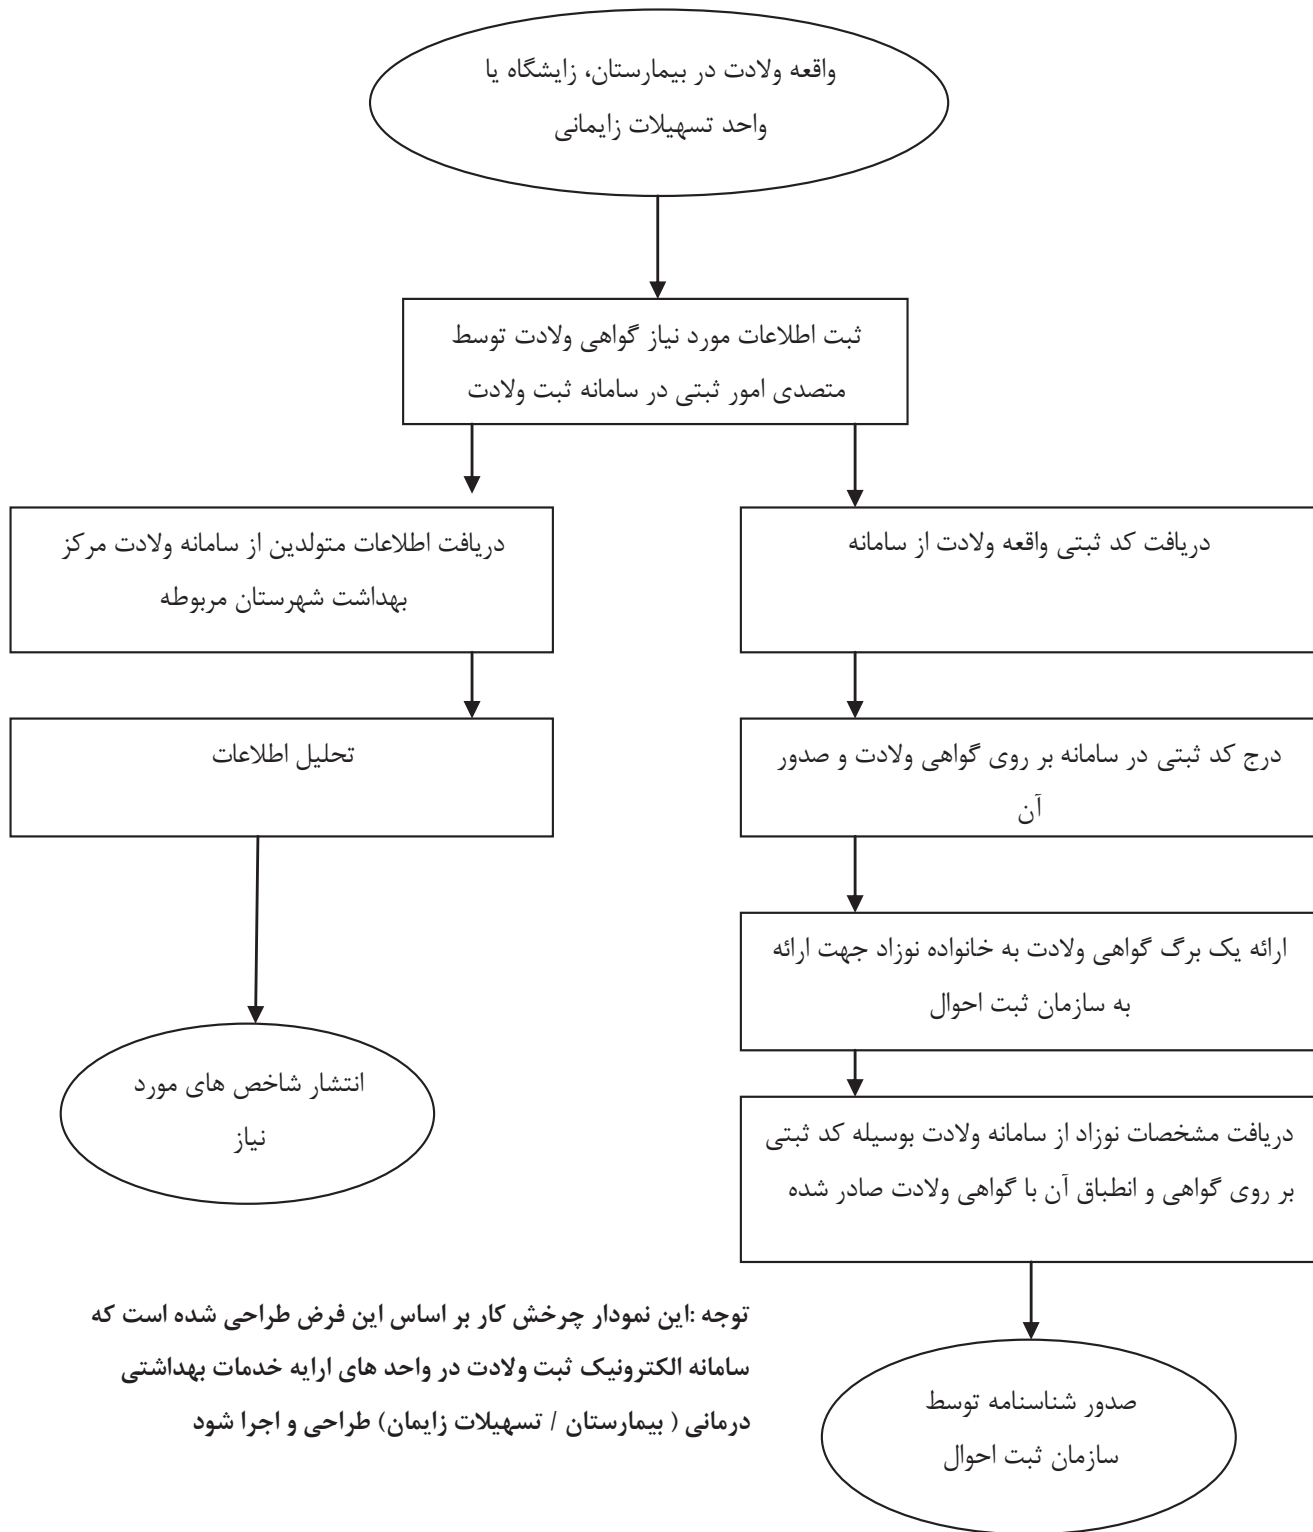 واقعه ولادت در بیمارستان، زایشگاه یا
واحد تسهیلات زایمانی
ثبت اطلاعات مورد نیاز گواهی ولادت توسط
متصدی امور ثبتی در سامانه ثبت ولادت
دریافت کد ثبتی واقعه ولادت از سامانه
درج کد ثبتی در سامانه بر روی گواهی ولادت و صدور
آن
ارائه یک برگ گواهی ولادت به خانواده نوزاد جهت ارائه
به سازمان ثبت احوال
دریافت مشخصات نوزاد از سامانه ولادت بوسیله کد ثبتی
بر روی گواهی و انطباق آن با گواهی ولادت صادر شده
صدور شناسنامه توسط
سازمان ثبت احوال
دریافت اطلاعات متولدین از سامانه ولادت مرکز
بهداشت شهرستان مربوطه
تحلیل اطلاعات
انتشار شاخص های مورد
نیاز
توجه :این نمودار چرخش کار بر اساس این فرض طراحی شده است که
سامانه الکترونیک ثبت ولادت در واحد های ارایه خدمات بهداشتی
درمانی ( بیمارستان / تسهیلات زایمان) طراحی و اجرا شود